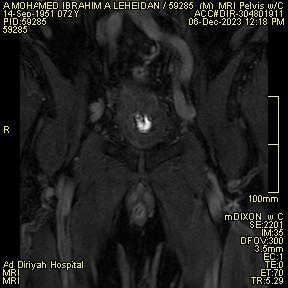 A MOHAMED IBRAHIM A LEHEIDAN / 59285 (M) MRI Pelvis w/C
14-Sep-1951 072Y ACC#DIR-304801911
PID:59285 06-Dec-2023 12:18 PM
59285
R
100mm
mDIXON w C
SE:2201
IM:35
DFOV:300
3.5mm
Ad Diriyah Hospital EC:1
MRI TE:0
MRI ET:70
TR:5.29